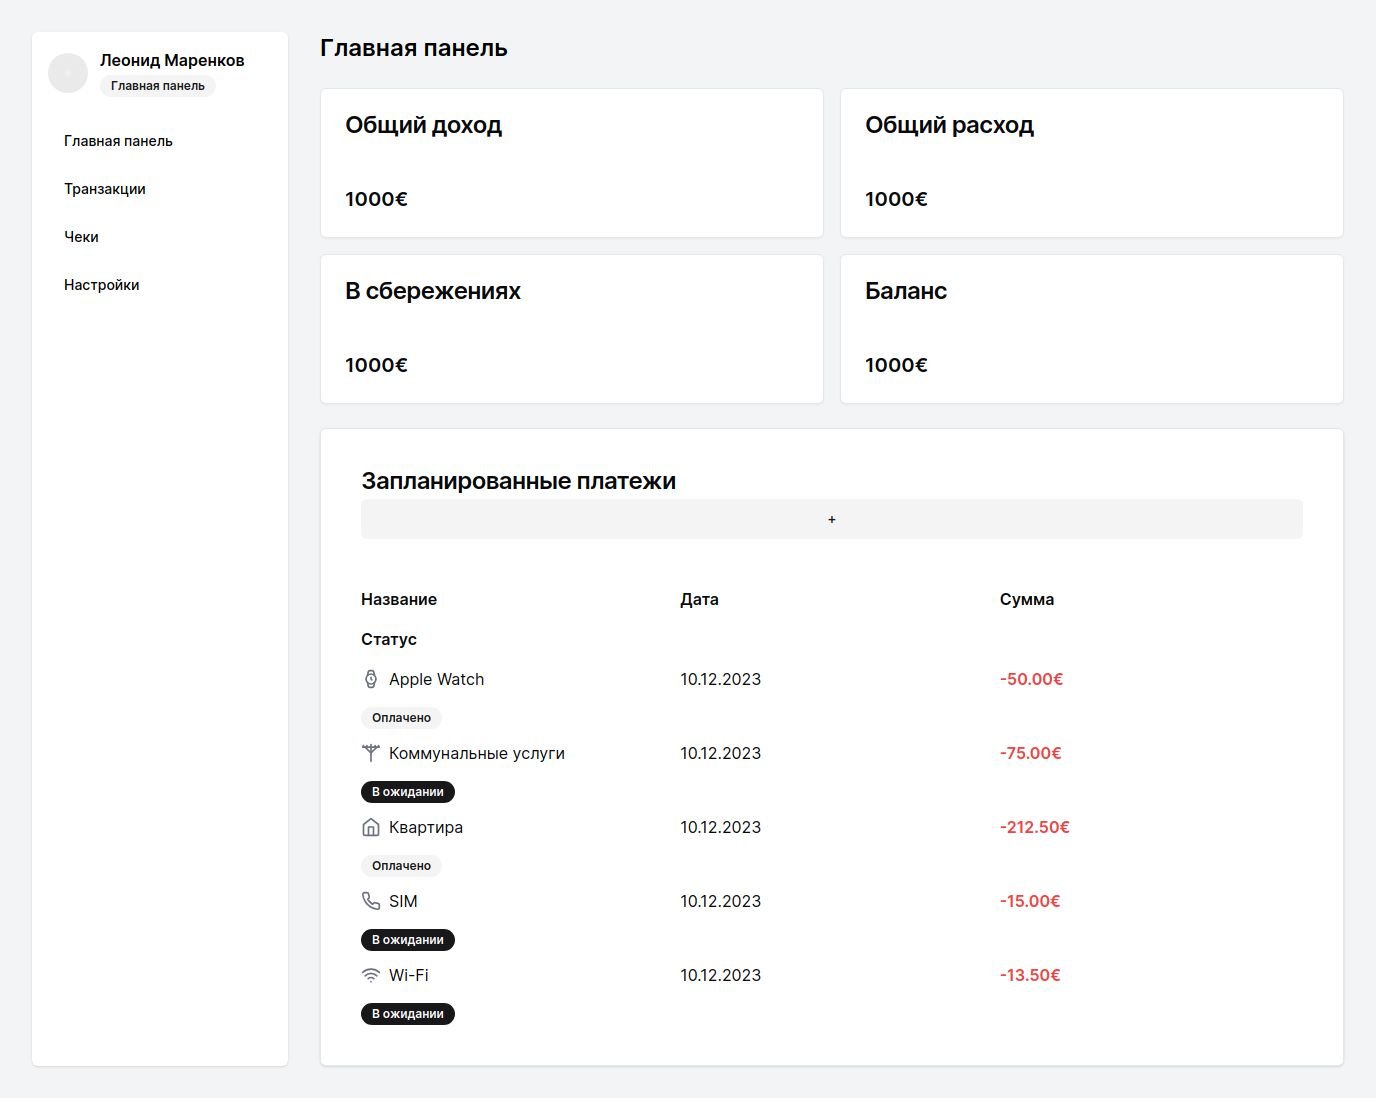 Леонид Маренков
Главная панель
Главная панель
Транзакции
Чеки
Настройки
Главная панель
Общий доход
1000€
Общий расход
1000€
В сбережениях
1000€
Баланс
1000€
Запланированные платежи
+
Название Дата Сумма
Статус
Apple Watch 10.12.2023 -50.00€
Оплачено
Коммунальные услуги 10.12.2023 -75.00€
В ожидании
Квартира 10.12.2023 -212.50€
Оплачено
SIM 10.12.2023 -15.00€
В ожидании
Wi-Fi 10.12.2023 -13.50€
В ожидании